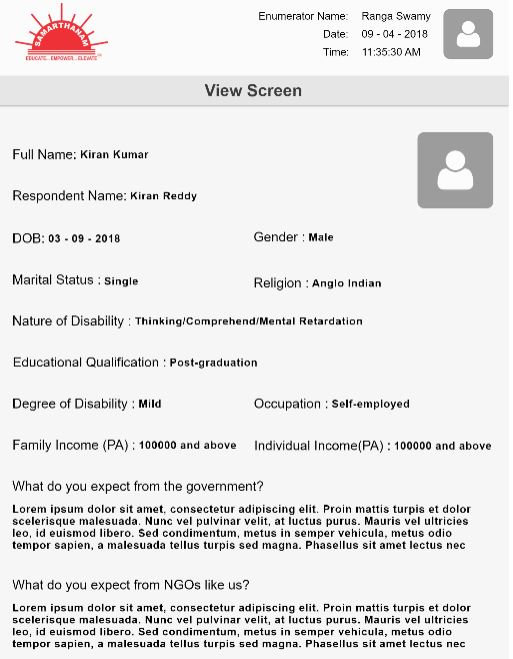 SAMARTHANAM
EDUCATE... EMPOWER... ELEVATE
Enumerator Name: Ranga Swamy
Date: 09 - 04 - 2018
Time: 11:35:30 AM
View Screen
Full Name: Kiran Kumar
Respondent Name: Kiran Reddy
DOB: 03 - 09 - 2018 Gender : Male
Marital Status : Single Religion : Anglo Indian
Nature of Disability : Thinking/Comprehend/Mental Retardation
Educational Qualification : Post-graduation
Degree of Disability : Mild Occupation : Self-employed
Family Income (PA) : 100000 and above Individual Income(PA) : 100000 and above
What do you expect from the government?
Lorem ipsum dolor sit amet, consectetur adipiscing elit. Proin mattis turpis et dolor
scelerisque malesuada. Nunc vel pulvinar velit, at luctus purus. Mauris vel ultricies
leo, id euismod libero. Sed condimentum, metus in semper vehicula, metus odio
tempor sapien, a malesuada tellus turpis sed magna. Phasellus sit amet lectus nec
What do you expect from NGOs like us?
Lorem ipsum dolor sit amet, consectetur adipiscing elit. Proin mattis turpis et dolor
scelerisque malesuada. Nunc vel pulvinar velit, at luctus purus. Mauris vel ultricies
leo, id euismod libero. Sed condimentum, metus in semper vehicula, metus odio
tempor sapien, a malesuada tellus turpis sed magna. Phasellus sit amet lectus nec